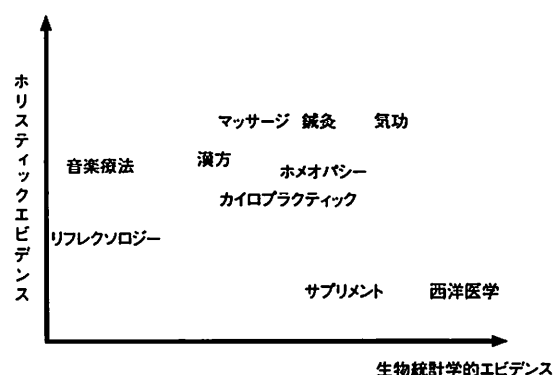 ホリスティックエビデンス
マッサージ 鍼灸 気功
音楽療法
漢方
ホメオパシー
カイロプラクティック
リフレクソロジー
サプリメント 西洋医学
生物統計学的エビデンス